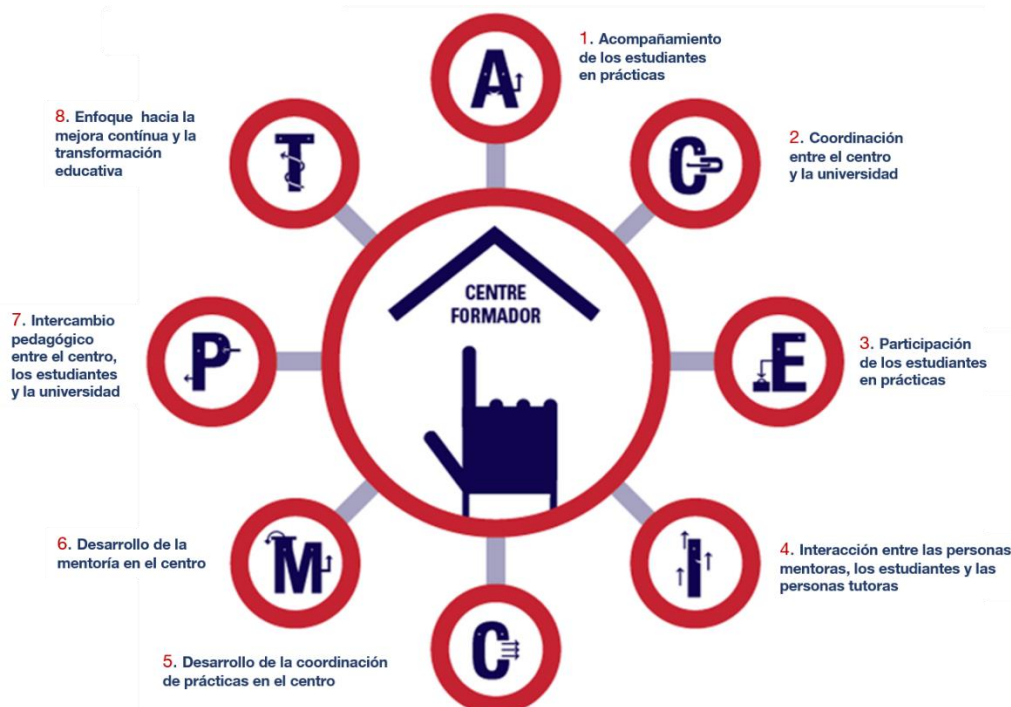 A
1. Acompañamiento
de los estudiantes
en prácticas
C
2. Coordinación
entre el centro
y la universidad
E
3. Participación
de los estudiantes
en prácticas
I
4. Interacción entre las personas
mentoras, los estudiantes y las
personas tutoras
C
5. Desarrollo de la coordinación
de prácticas en el centro
M
6. Desarrollo de la
mentoría en el centro
P
7. Intercambio
pedagógico
entre el centro,
los estudiantes
y la universidad
T
8. Enfoque hacia la
mejora contínua y la
transformación
educativa
CENTRE
FORMADOR